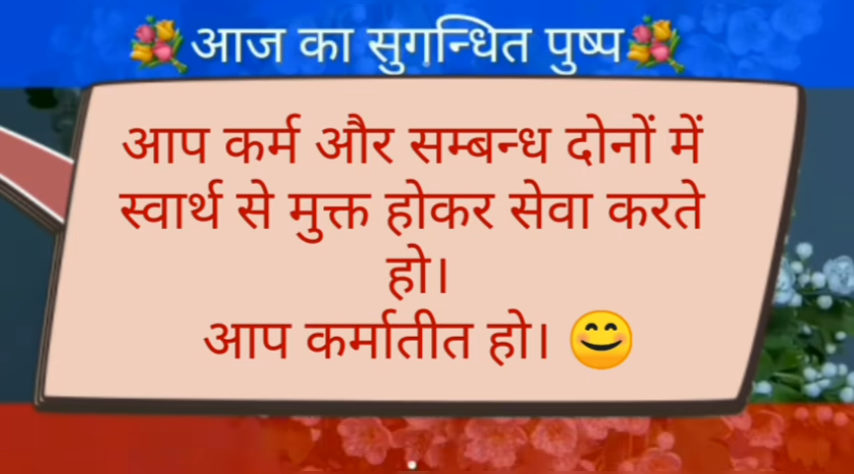 💐आज का सुगन्धित पुष्प💐
आप कर्म और सम्बन्ध दोनों में
स्वार्थ से मुक्त होकर सेवा करते
हो।
आप कर्मातीत हो। 😊